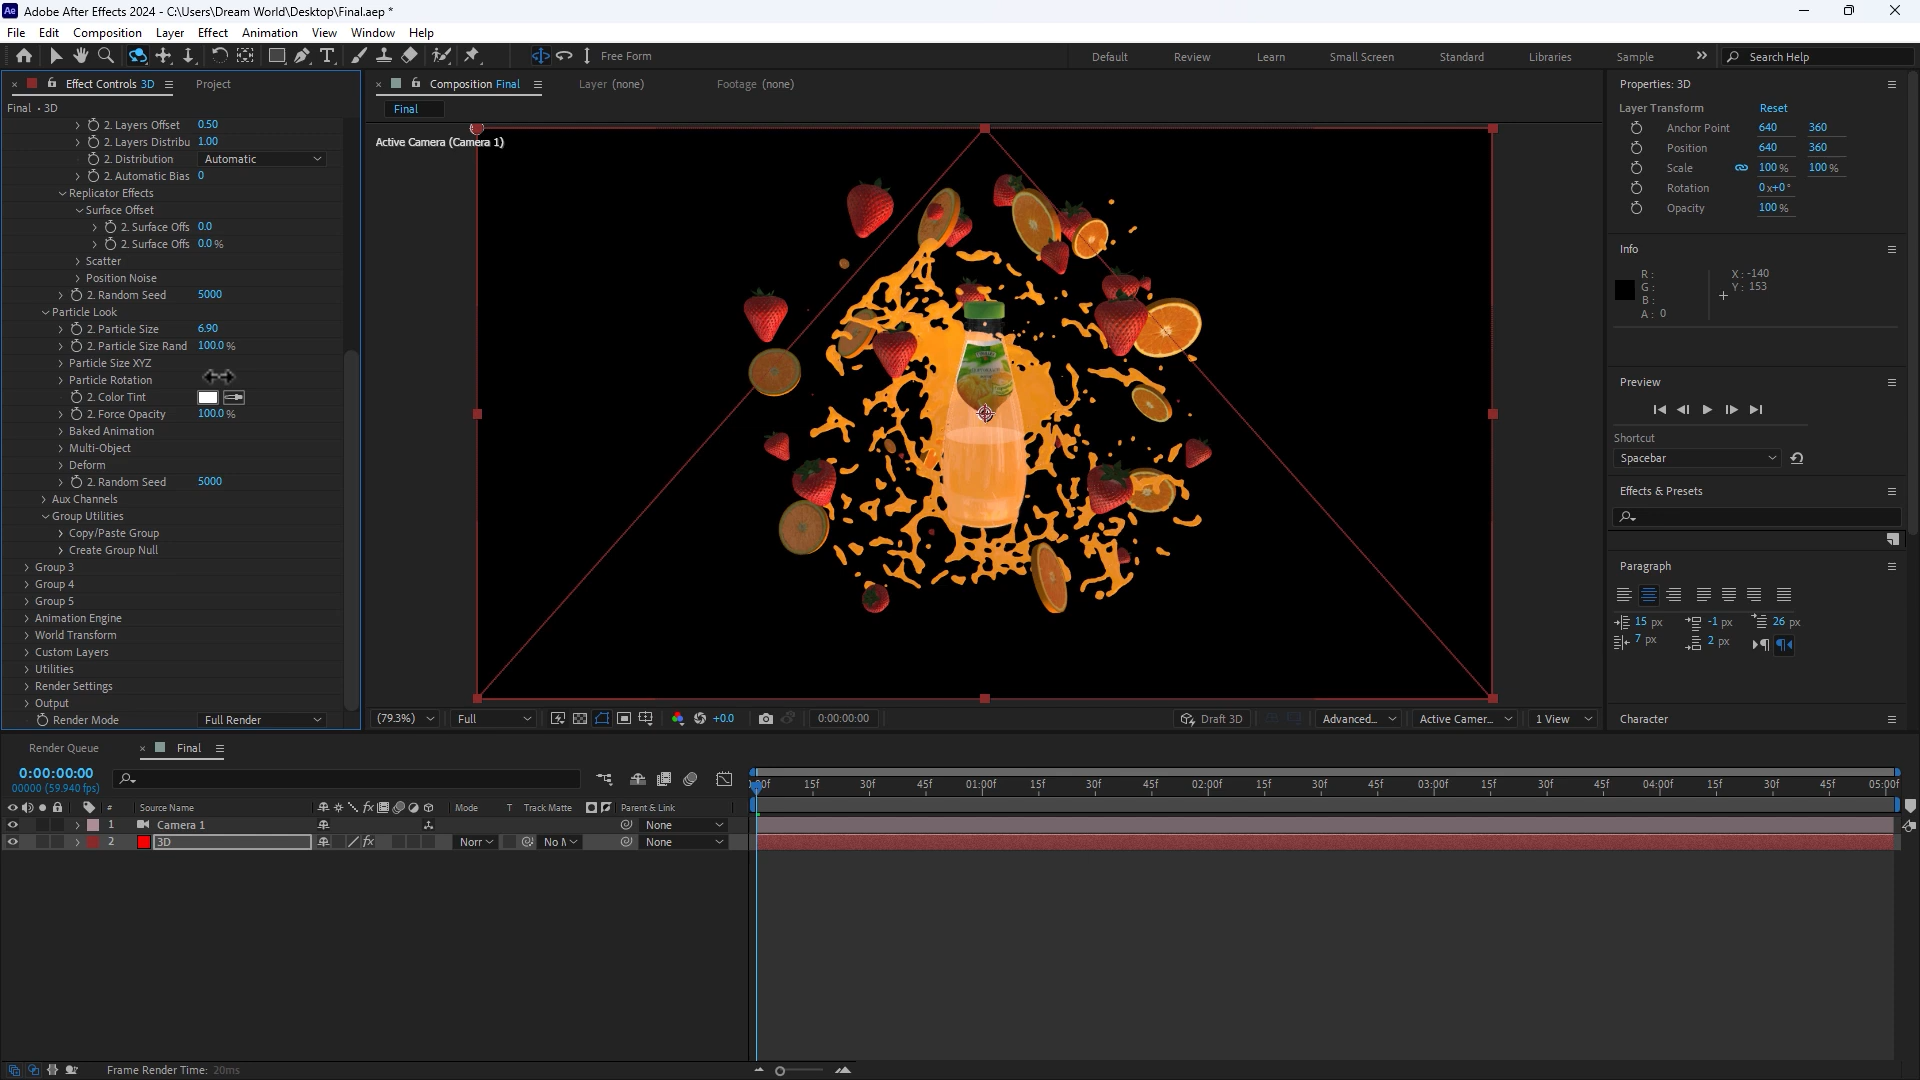 Adobe After Effects 2024 - C:\Users\Dream World\Desktop\Final.aep *
File Edit Composition Layer Effect Animation View Window Help
Free Form
Default Review Learn Small Screen Standard Libraries Sample
Search Help
Effect Controls 3D
Project
Final • 3D
2. Layers Offset 0.50
2. Layers Distribu 1.00
2. Distribution Automatic
2. Automatic Bias 0
Replicator Effects
Surface Offset
2. Surface Offs 0.0
2. Surface Offs 0.0 %
Scatter
Position Noise
2. Random Seed 5000
Particle Look
2. Particle Size 6.90
2. Particle Size Rand 100.0 %
Particle Size XYZ
Particle Rotation
2. Color Tint
2. Force Opacity 100.0 %
Baked Animation
Multi-Object
Deform
2. Random Seed 5000
Aux Channels
Group Utilities
Copy/Paste Group
Create Group Null
Group 3
Group 4
Group 5
Animation Engine
World Transform
Custom Layers
Utilities
Render Settings
Output
Render Mode Full Render
Composition Final
Layer (none)
Footage (none)
Final
Active Camera (Camera 1)
(79.3%) Full +0.0 0:00:00:00 Draft 3D Advanced... Active Camer... 1 View
Properties: 3D
Layer Transform Reset
Anchor Point 640 360
Position 640 360
Scale 100 % 100 %
Rotation 0 x+0 °
Opacity 100 %
Info
R :
G :
B :
A : 0
X : -140
Y : 153
Preview
Shortcut
Spacebar
Effects & Presets
Paragraph
15 px -1 px 26 px
7 px 2 px
Character
Render Queue
Final
0:00:00:00
00000 (59.940 fps)
# Source Name Mode T Track Matte Parent & Link
1 Camera 1 None
2 3D Norr No M None
:00f 15f 30f 45f 01:00f 15f 30f 45f 02:00f 15f 30f 45f 03:00f 15f 30f 45f 04:00f 15f 30f 45f 05:00f
Frame Render Time: 20ms